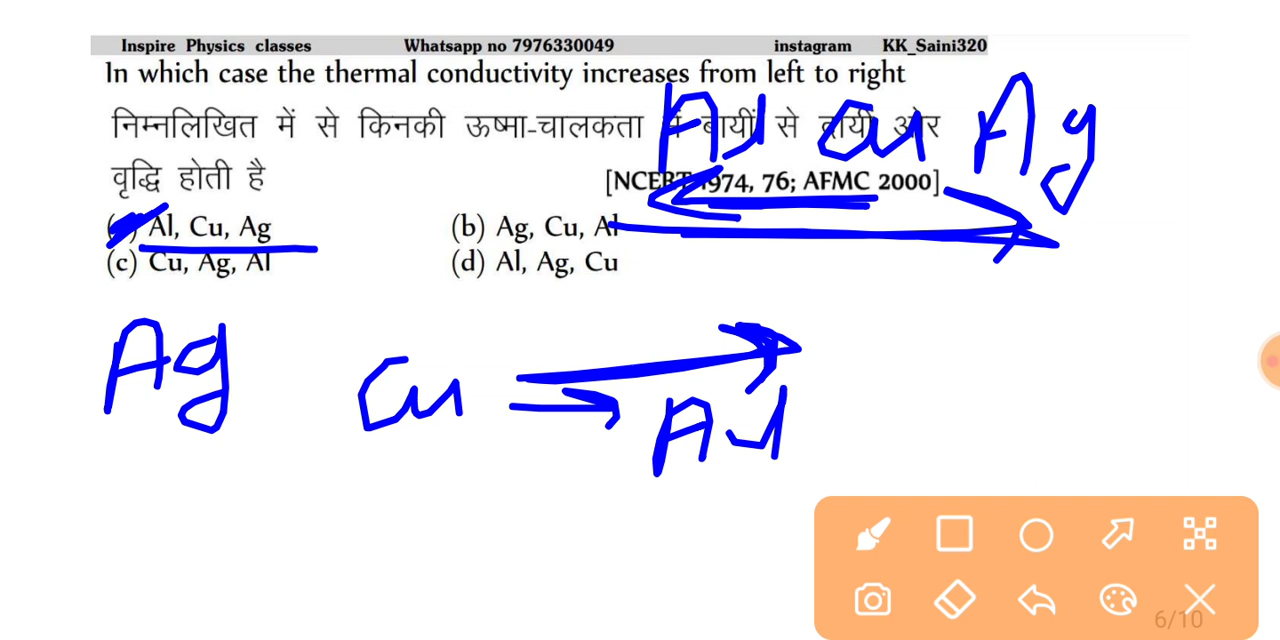 Inspire Physics classes Whatsapp no 7976330049 instagram KK_Saini320
In which case the thermal conductivity increases from left to right
निम्नलिखित में से किनकी ऊष्मा-चालकता में बायीं से दायीं ओर
Al Cu Ag
वृद्धि होती है [NCERT 1974, 76; AFMC 2000]
Al, Cu, Ag (b) Ag, Cu, Al
(c) Cu, Ag, Al (d) Al, Ag, Cu
Ag Cu Al
6/10